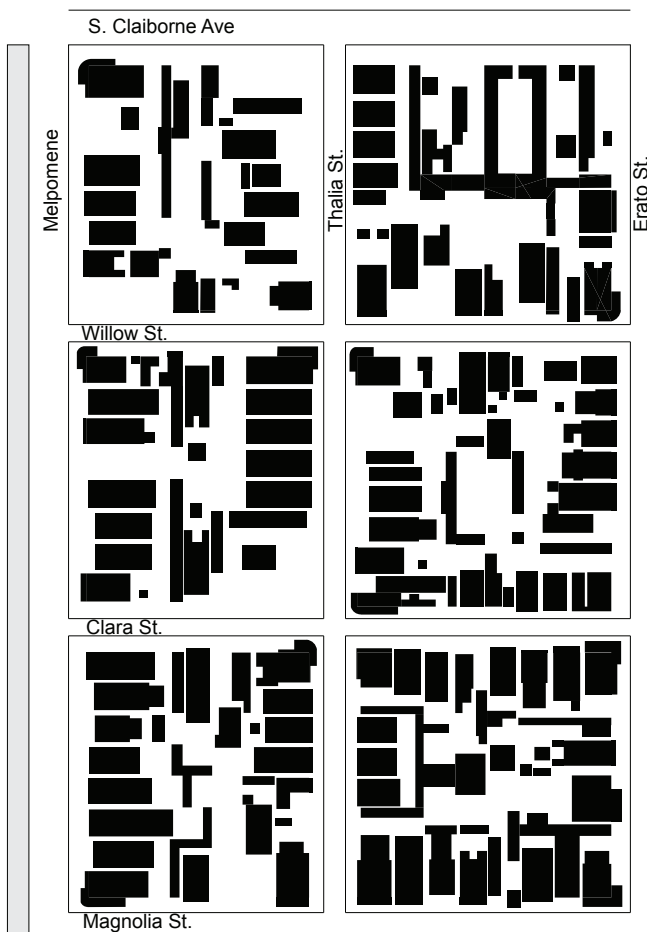 S. Claiborne Ave
Melpomene
Thalia St.
Erato St.
Willow St.
Clara St.
Magnolia St.